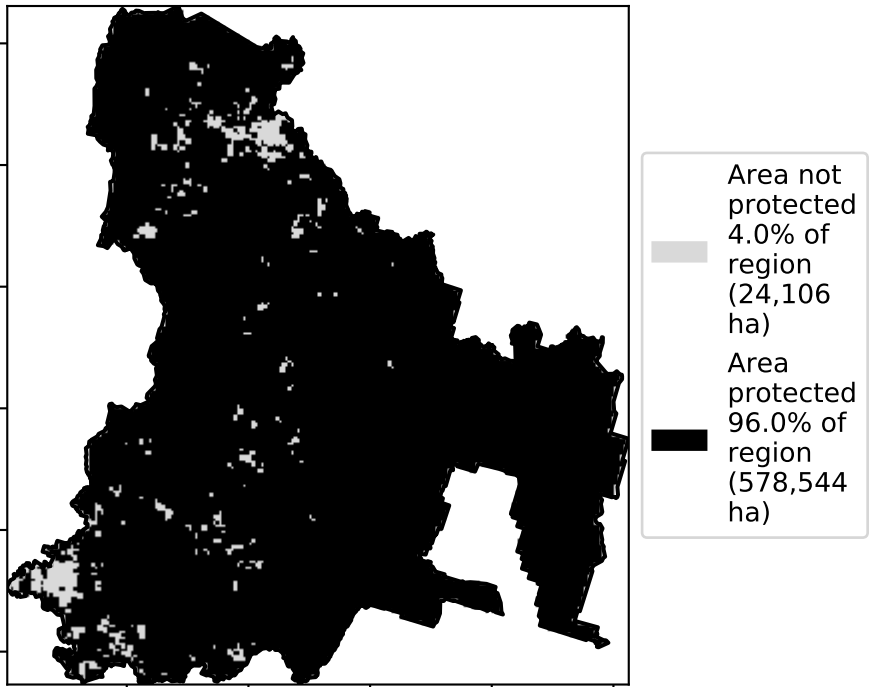 Area not
protected
4.0% of
region
(24,106
ha)
Area
protected
96.0% of
region
(578,544
ha)